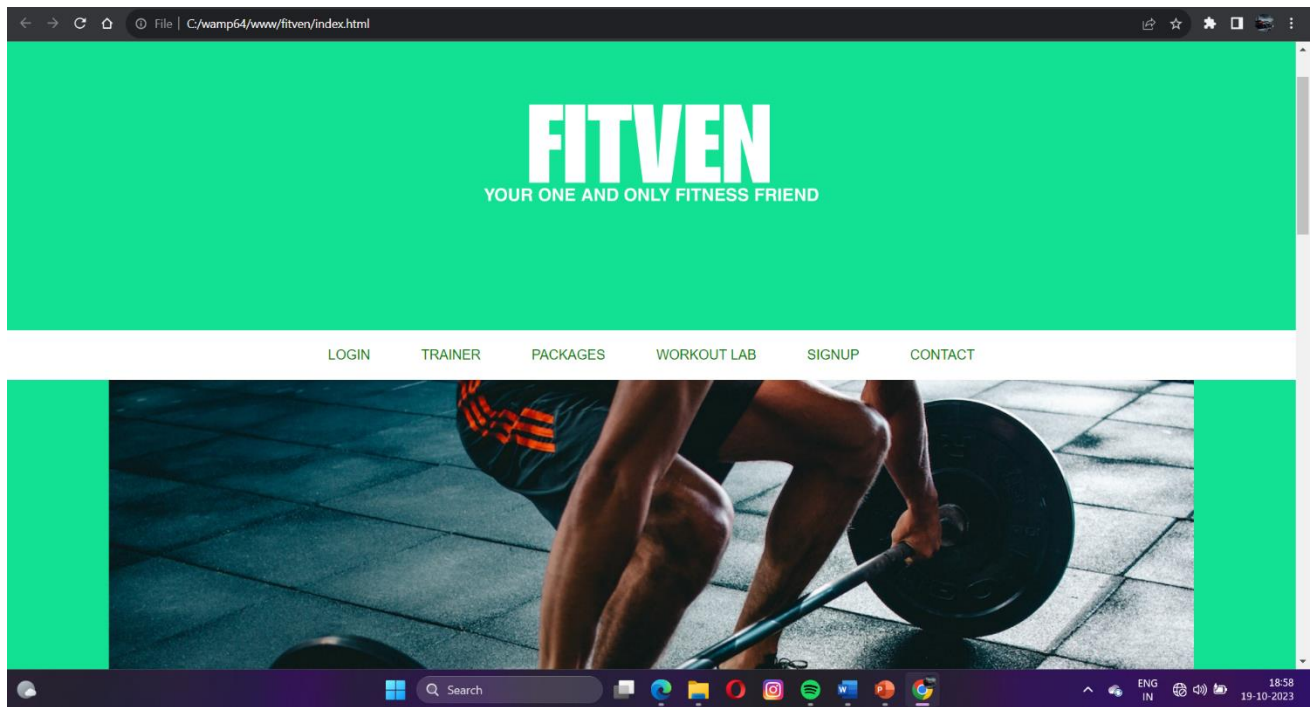 File | C:/wamp64/www/fitven/index.html
FITVEN
YOUR ONE AND ONLY FITNESS FRIEND
LOGIN TRAINER PACKAGES WORKOUT LAB SIGNUP CONTACT
Search
ENG
IN
18:58
19-10-2023